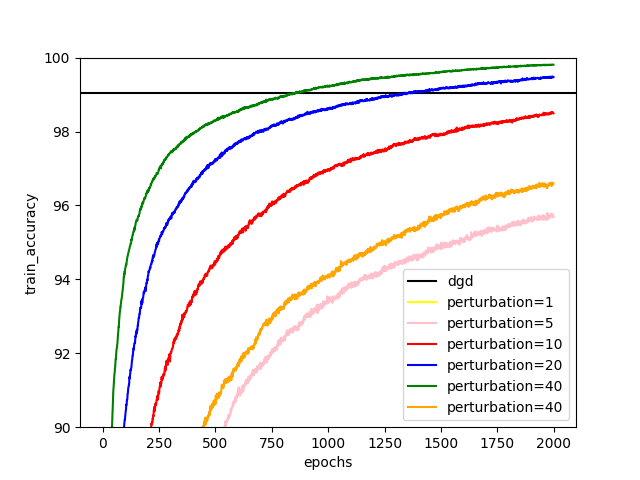 100
98
96
94
92
90
train_accuracy
0
250
500
750
1000
1250
1500
1750
2000
epochs
dgd
perturbation=1
perturbation=5
perturbation=10
perturbation=20
perturbation=40
perturbation=40